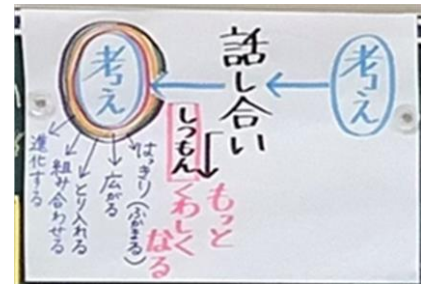 考え
話し合い
しつもん
もっと
くわしく
なる
考え
はっきり(ふかまる)
広がる
とり入れる
組み合わせる
進化する